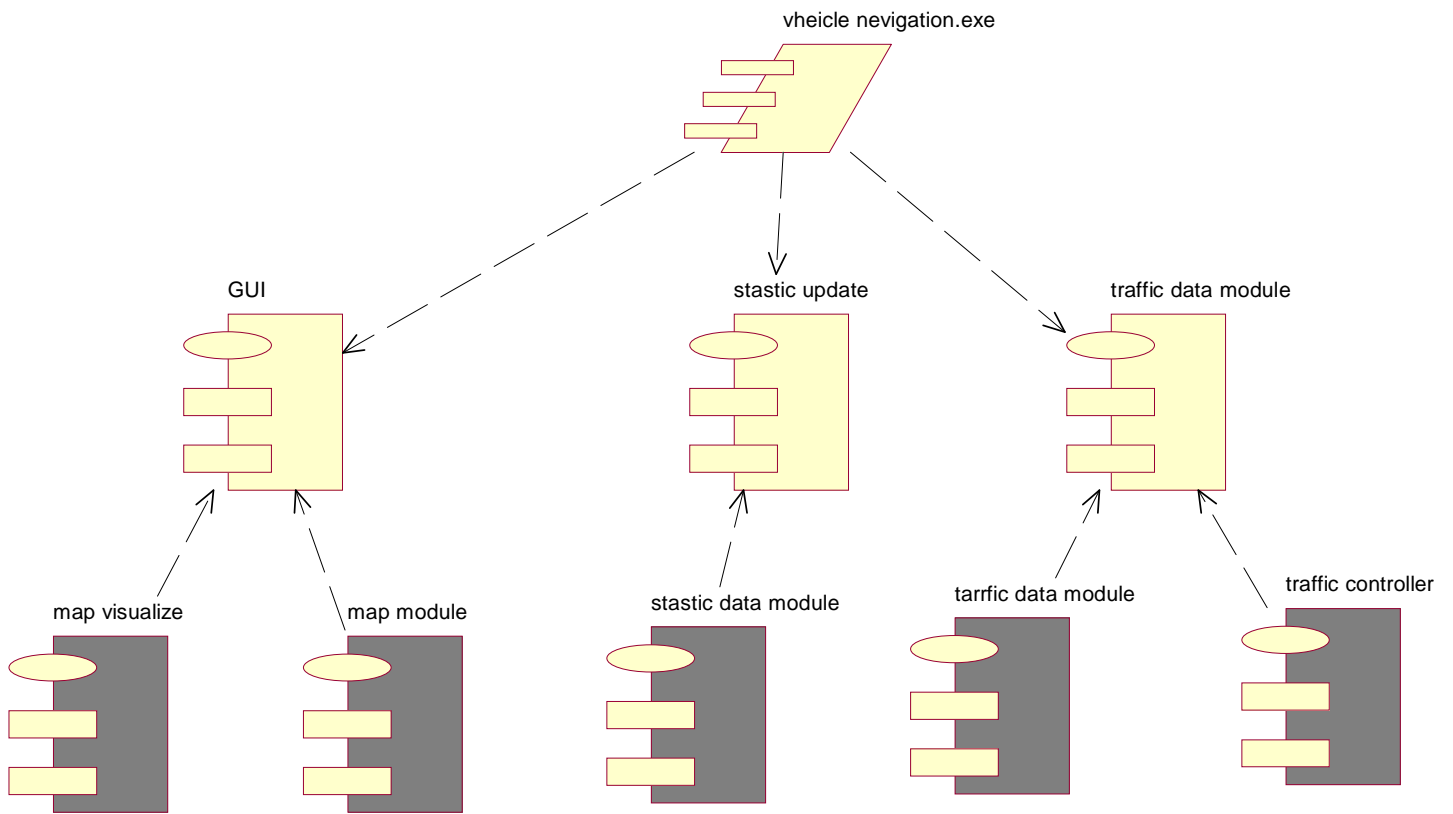 vheicle nevigation.exe
GUI
stastic update
traffic data module
map visualize
map module
stastic data module
tarrfic data module
traffic controller